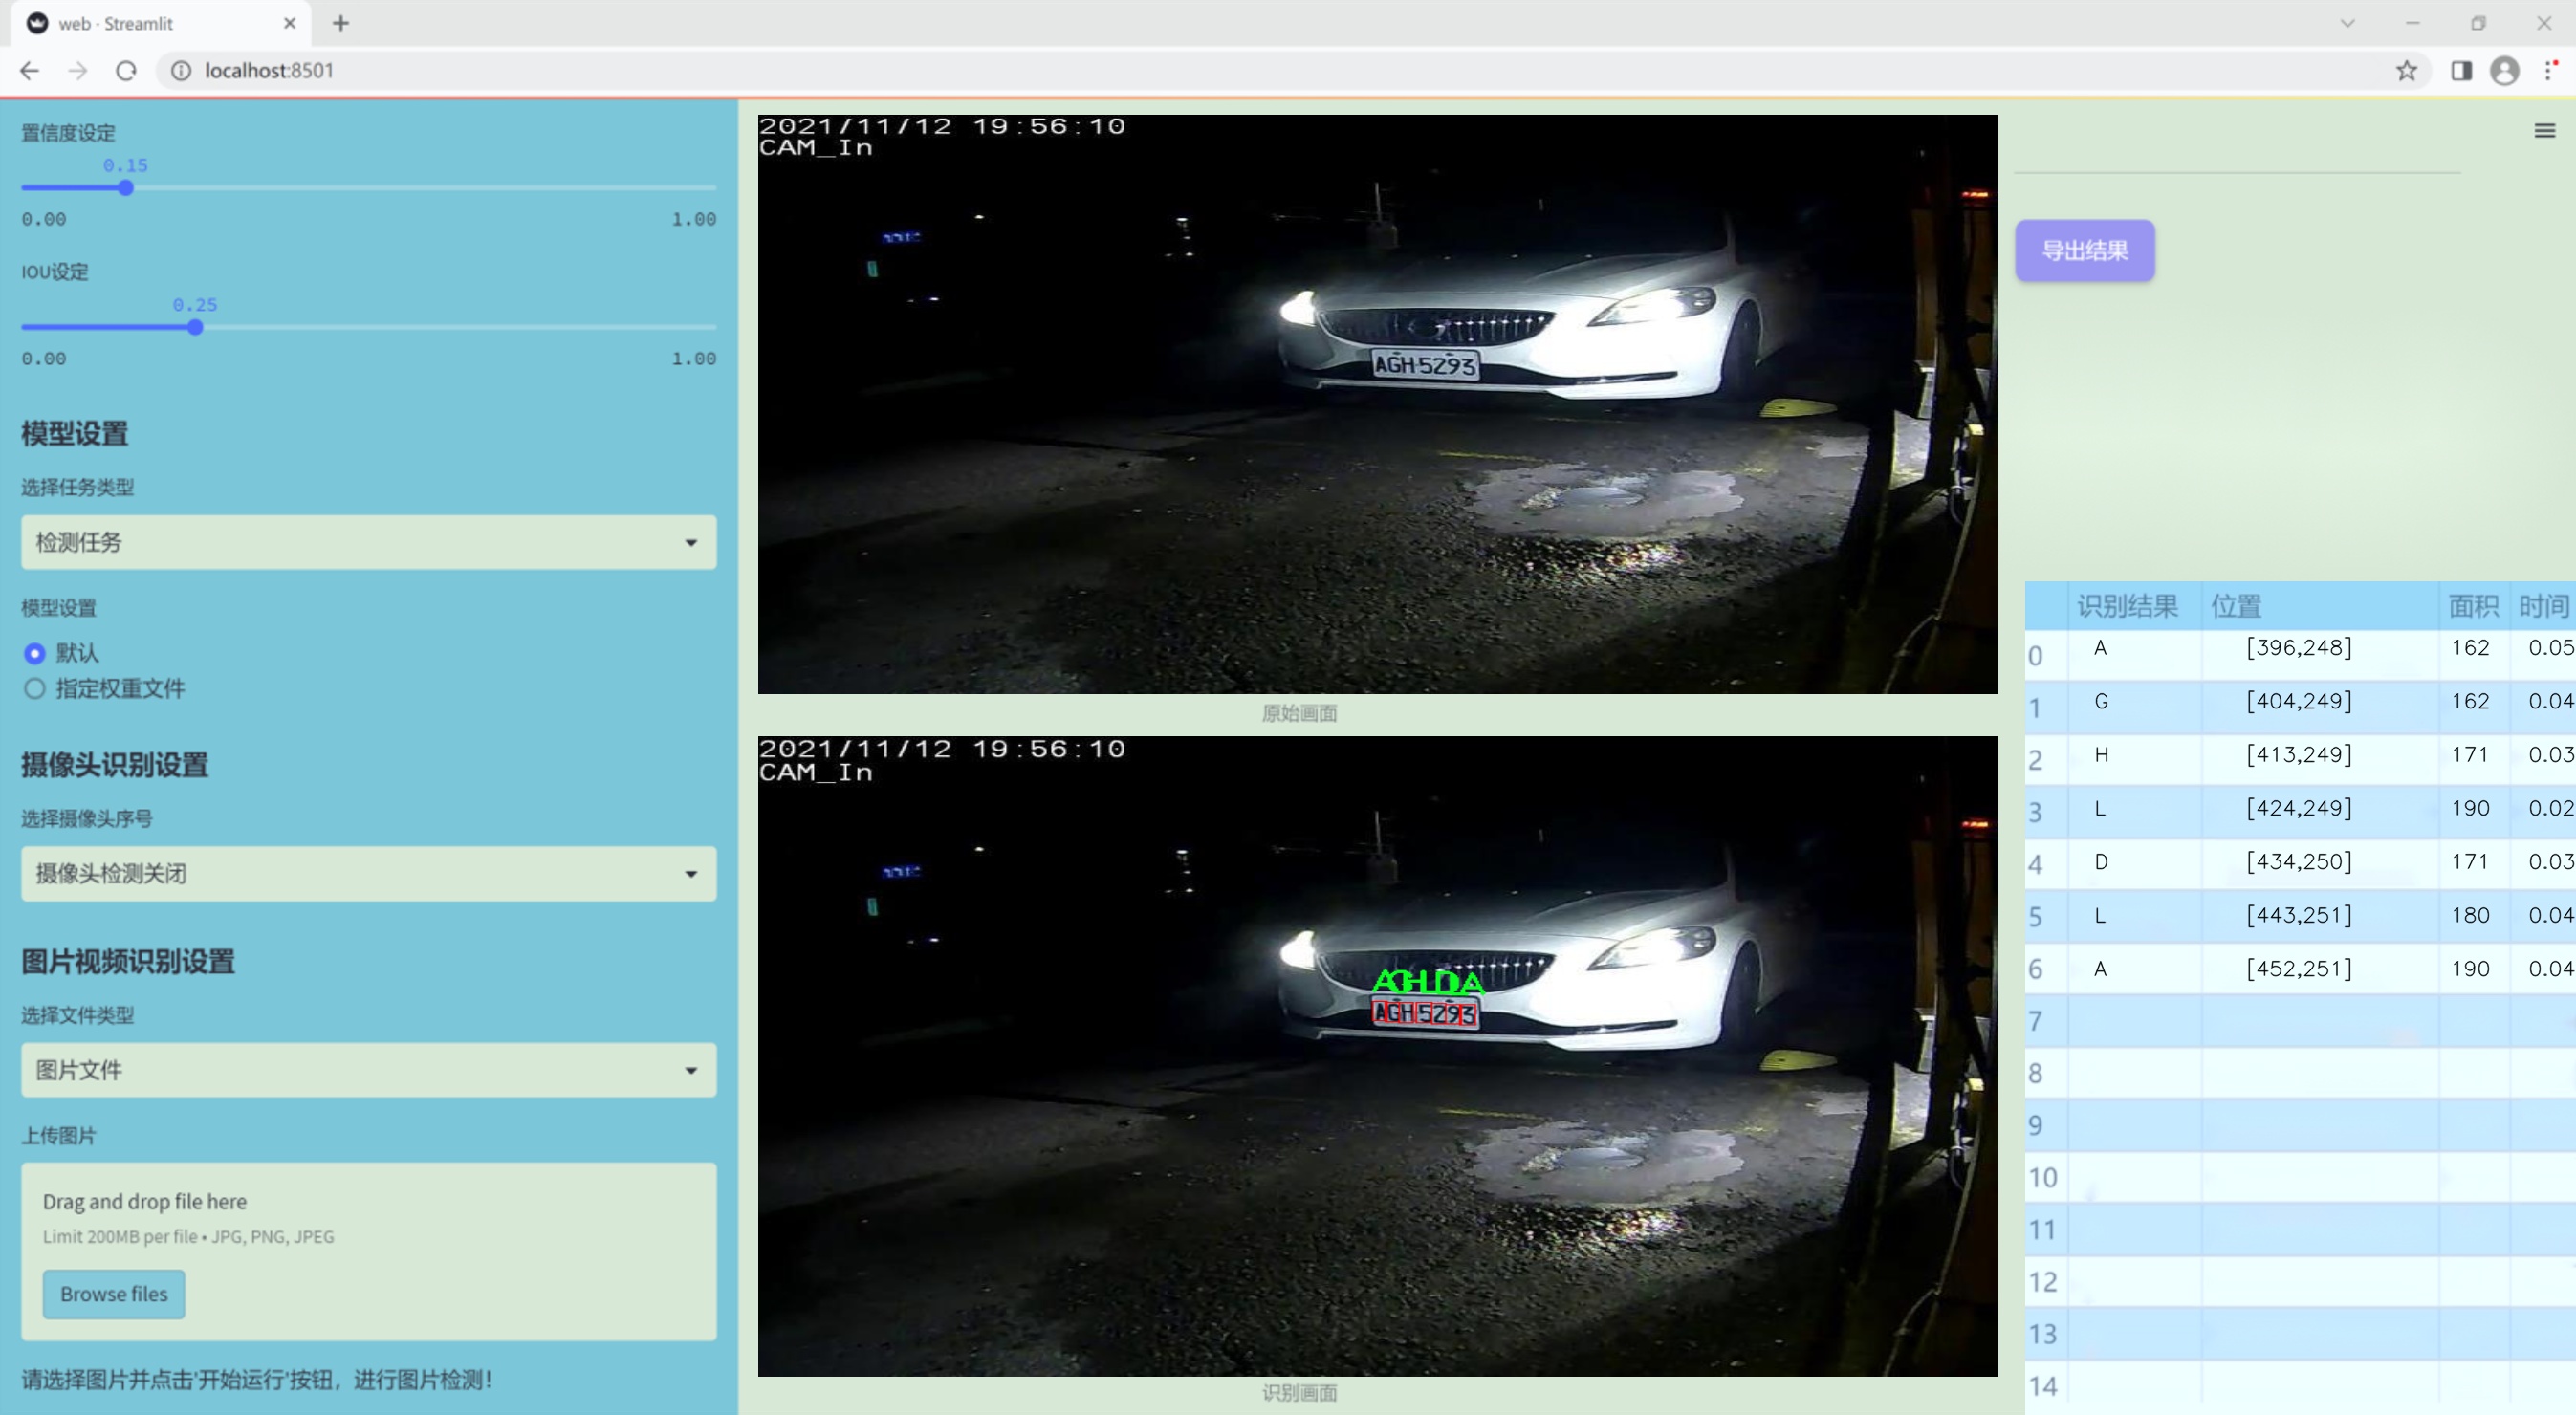 web · Streamlit
localhost:8501
置信度设定
0.15
0.00 1.00
IOU设定
0.25
0.00 1.00
模型设置
选择任务类型
检测任务
模型设置
默认
指定权重文件
摄像头识别设置
选择摄像头序号
摄像头检测关闭
图片视频识别设置
选择文件类型
图片文件
上传图片
Drag and drop file here
Limit 200MB per file • JPG, PNG, JPEG
Browse files
请选择图片并点击'开始运行'按钮，进行图片检测!
2021/11/12 19:56:10
CAM_In
AGH-5293
原始画面
2021/11/12 19:56:10
CAM_In
AGHLDLA
AGH-5293
识别画面
导出结果
识别结果 位置 面积 时间
0 A [396,248] 162 0.05
1 G [404,249] 162 0.04
2 H [413,249] 171 0.03
3 L [424,249] 190 0.02
4 D [434,250] 171 0.03
5 L [443,251] 180 0.04
6 A [452,251] 190 0.04
7
8
9
10
11
12
13
14